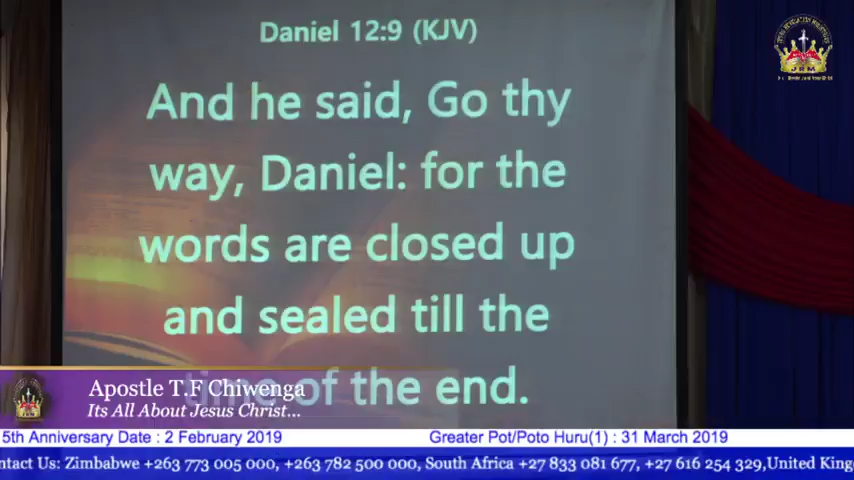 Daniel 12:9 (KJV)
And he said, Go thy
way, Daniel: for the
words are closed up
and sealed till the
time of the end.
JRM
Apostle T.F Chiwenga
Its All About Jesus Christ...
5th Anniversary Date : 2 February 2019 Greater Pot/Poto Huru(1) : 31 March 2019
ntact Us: Zimbabwe +263 773 005 000, +263 782 500 000, South Africa +27 833 081 677, +27 616 254 329,United King